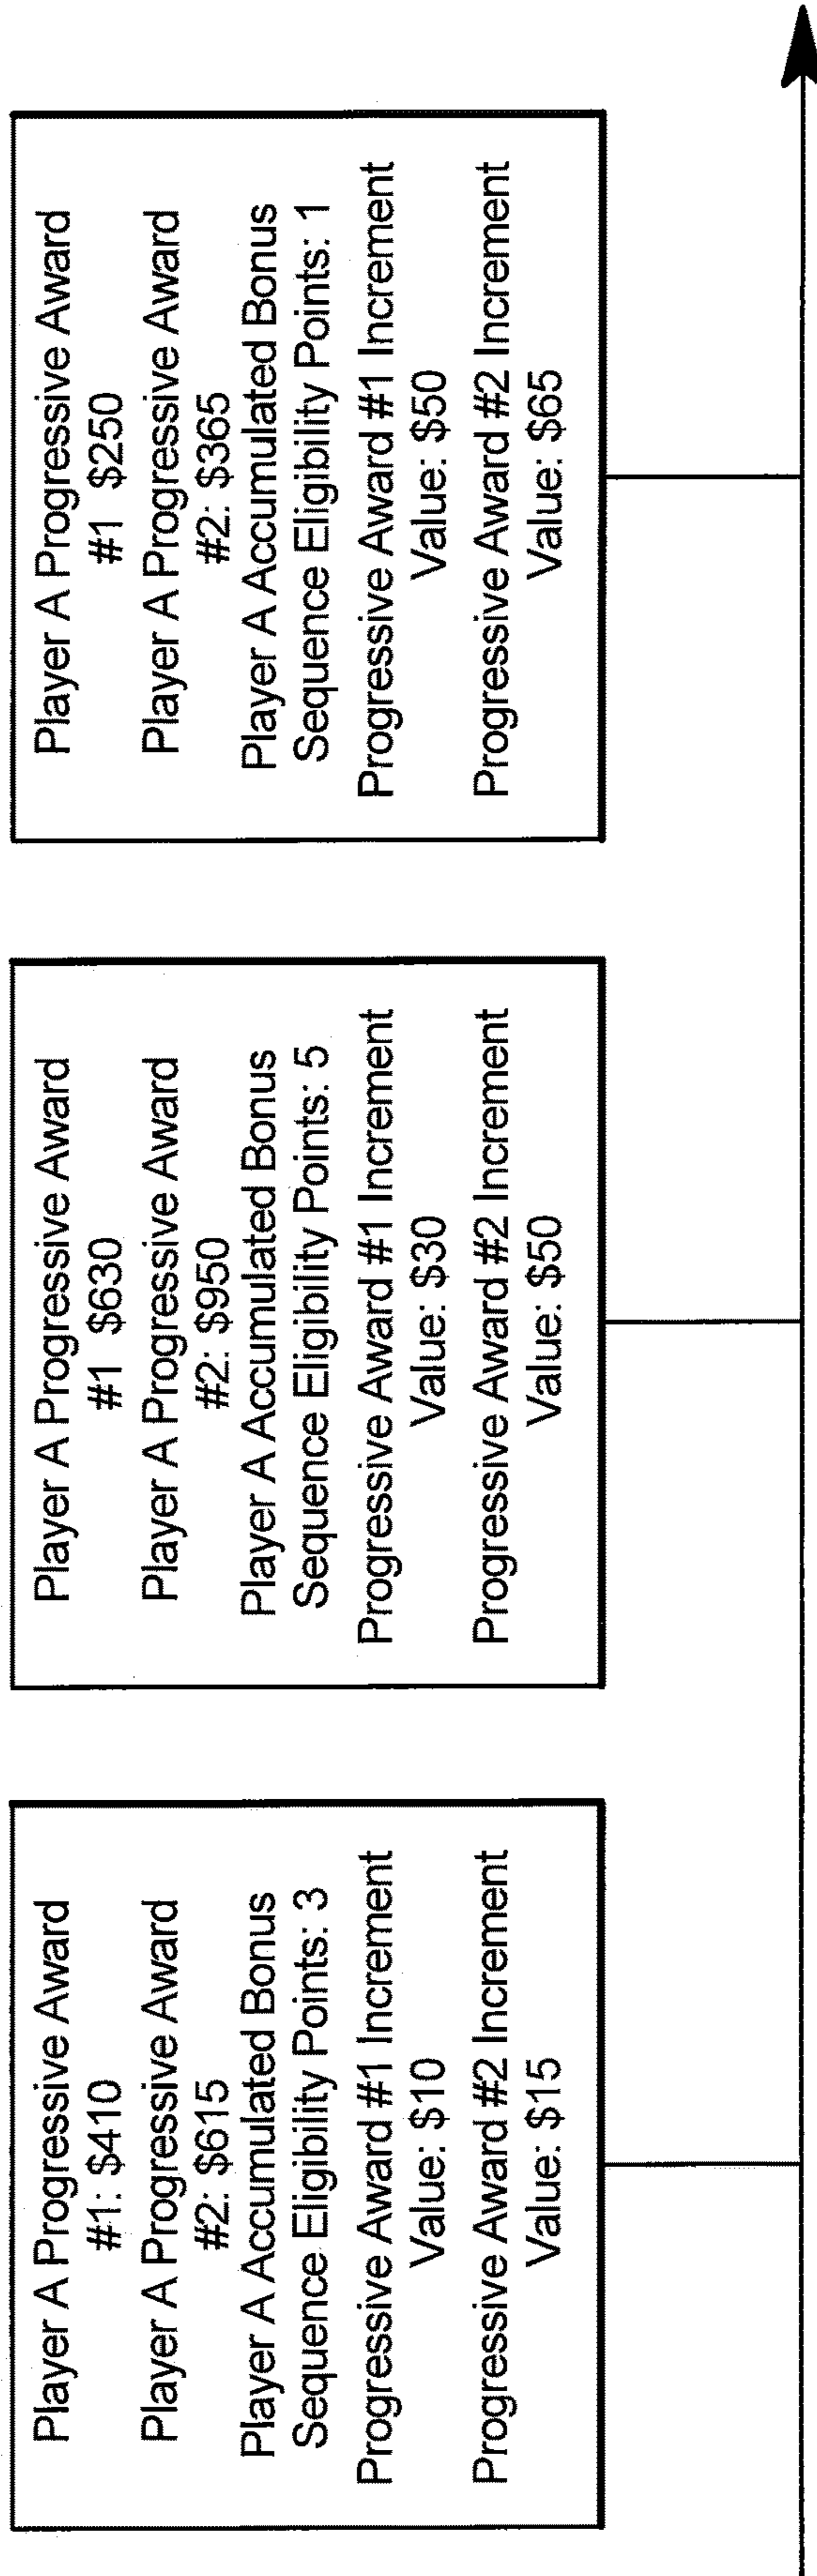 Player A Progressive Award
#1: $410
Player A Progressive Award
#2: $615
Player A Accumulated Bonus
Sequence Eligibility Points: 3
Progressive Award #1 Increment
Value: $10
Progressive Award #2 Increment
Value: $15
Player A Progressive Award
#1 $630
Player A Progressive Award
#2: $950
Player A Accumulated Bonus
Sequence Eligibility Points: 5
Progressive Award #1 Increment
Value: $30
Progressive Award #2 Increment
Value: $50
Player A Progressive Award
#1 $250
Player A Progressive Award
#2: $365
Player A Accumulated Bonus
Sequence Eligibility Points: 1
Progressive Award #1 Increment
Value: $50
Progressive Award #2 Increment
Value: $65